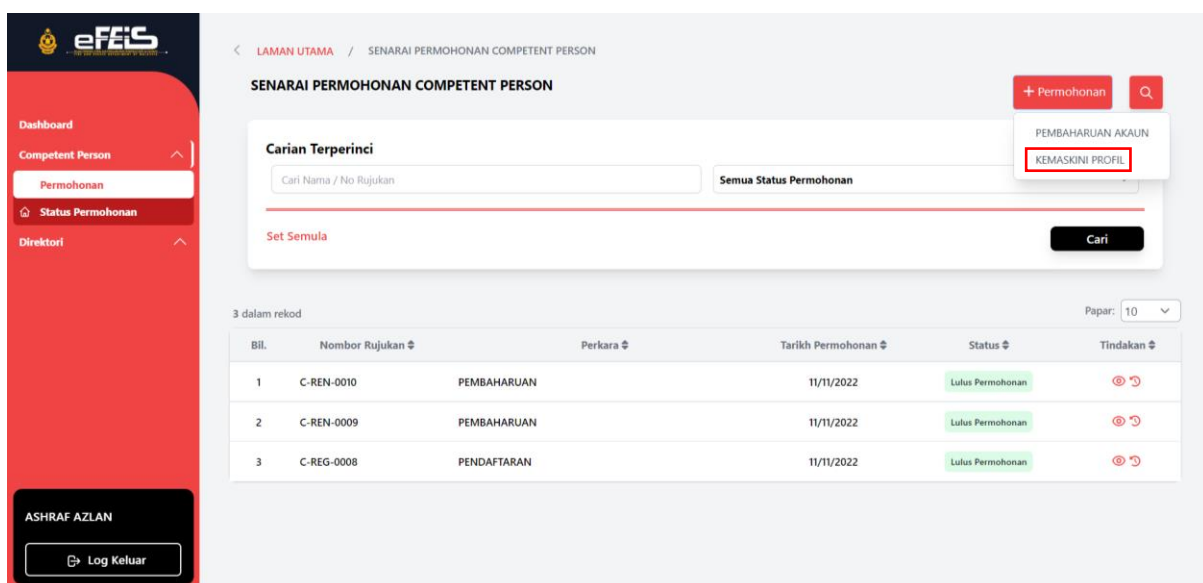 eFEiS
LAMAN UTAMA / SENARAI PERMOHONAN COMPETENT PERSON
SENARAI PERMOHONAN COMPETENT PERSON
+ Permohonan
PEMBAHARUAN AKAUN
KEMASKINI PROFIL
Dashboard
Competent Person
Permohonan
Status Permohonan
Direktori
Carian Terperinci
Cari Nama / No Rujukan
Semua Status Permohonan
Set Semula
Cari
3 dalam rekod
Papar: 10
Bil. Nombor Rujukan Perkara Tarikh Permohonan Status Tindakan
1 C-REN-0010 PEMBAHARUAN 11/11/2022 Lulus Permohonan
2 C-REN-0009 PEMBAHARUAN 11/11/2022 Lulus Permohonan
3 C-REG-0008 PENDAFTARAN 11/11/2022 Lulus Permohonan
ASHRAF AZLAN
Log Keluar